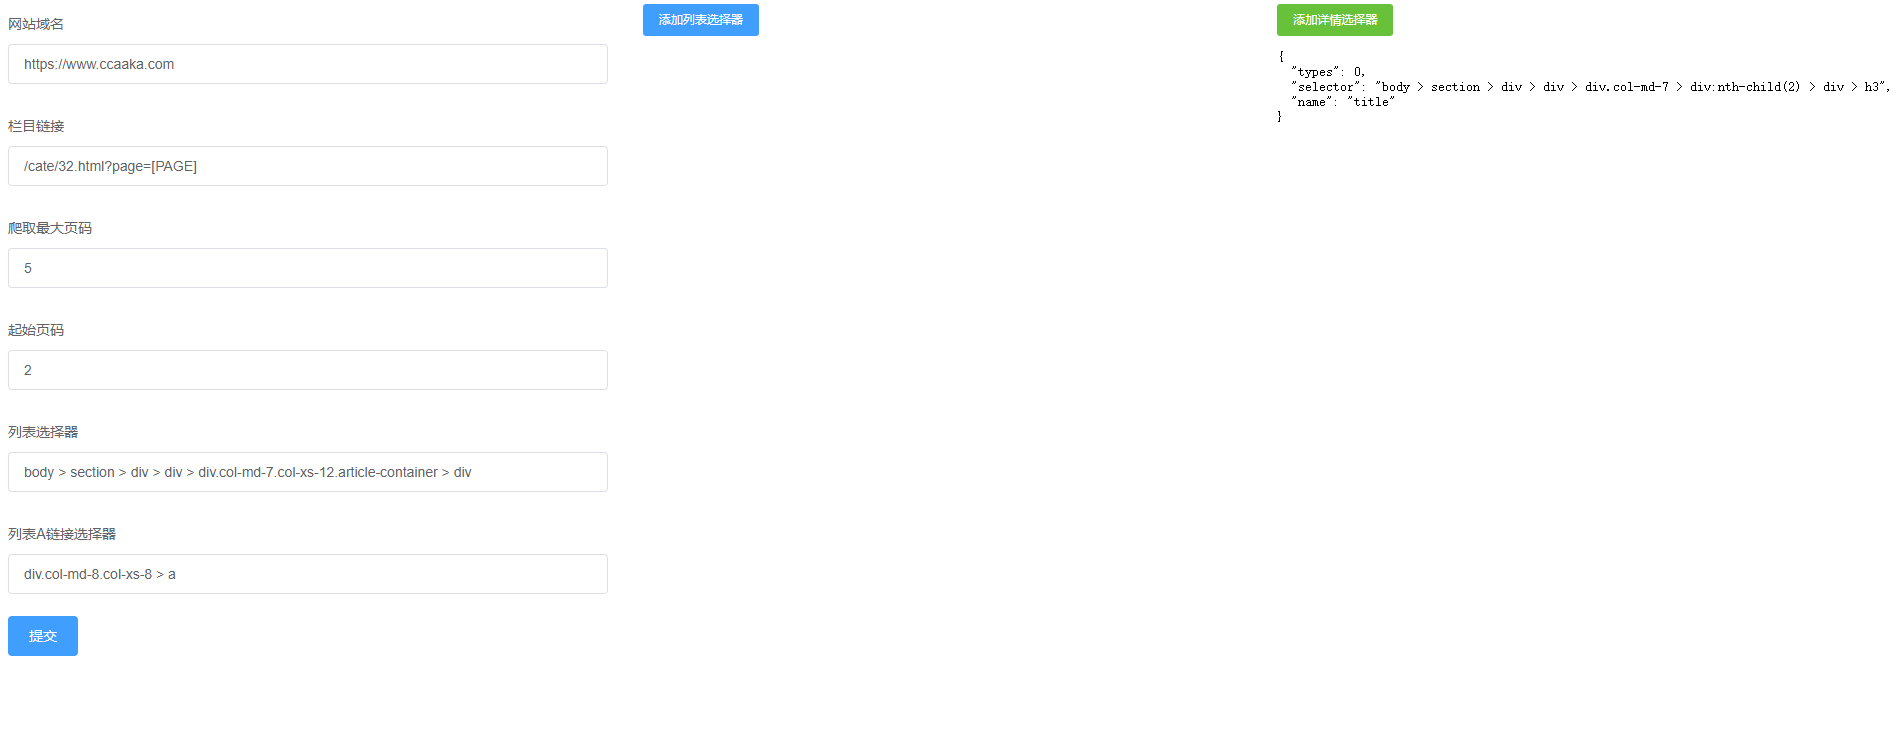 网站域名
https://www.ccaaka.com
栏目链接
/cate/32.html?page=[PAGE]
爬取最大页码
5
起始页码
2
列表选择器
body > section > div > div > div.col-md-7.col-xs-12.article-container > div
列表A链接选择器
div.col-md-8.col-xs-8 > a
提交
添加列表选择器
添加详情选择器
{
  "types": 0,
  "selector": "body > section > div > div > div.col-md-7 > div:nth-child(2) > div > h3",
  "name": "title"
}